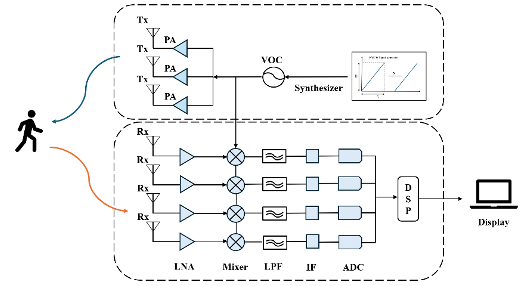 Tx
PA
Tx
PA
Tx
PA
VOC
Synthesizer
Rx
Rx
Rx
Rx
D
S
P
Display
LNA
Mixer
LPF
IF
ADC